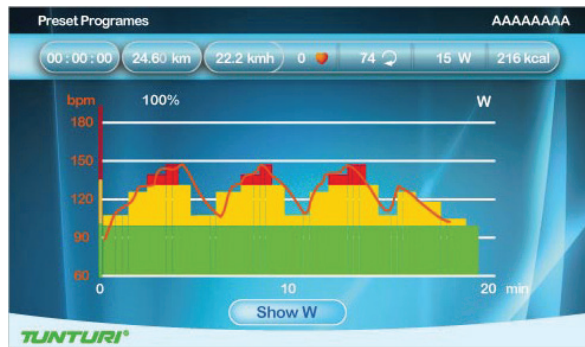 Preset Programes AAAAAAAA
00 : 00 : 00 24.60 km 22.2 kmh 0 74 15 W 216 kcal
bpm 100% W
180
150
120
90
60
0 10 20 min
Show W
TUNTURI®